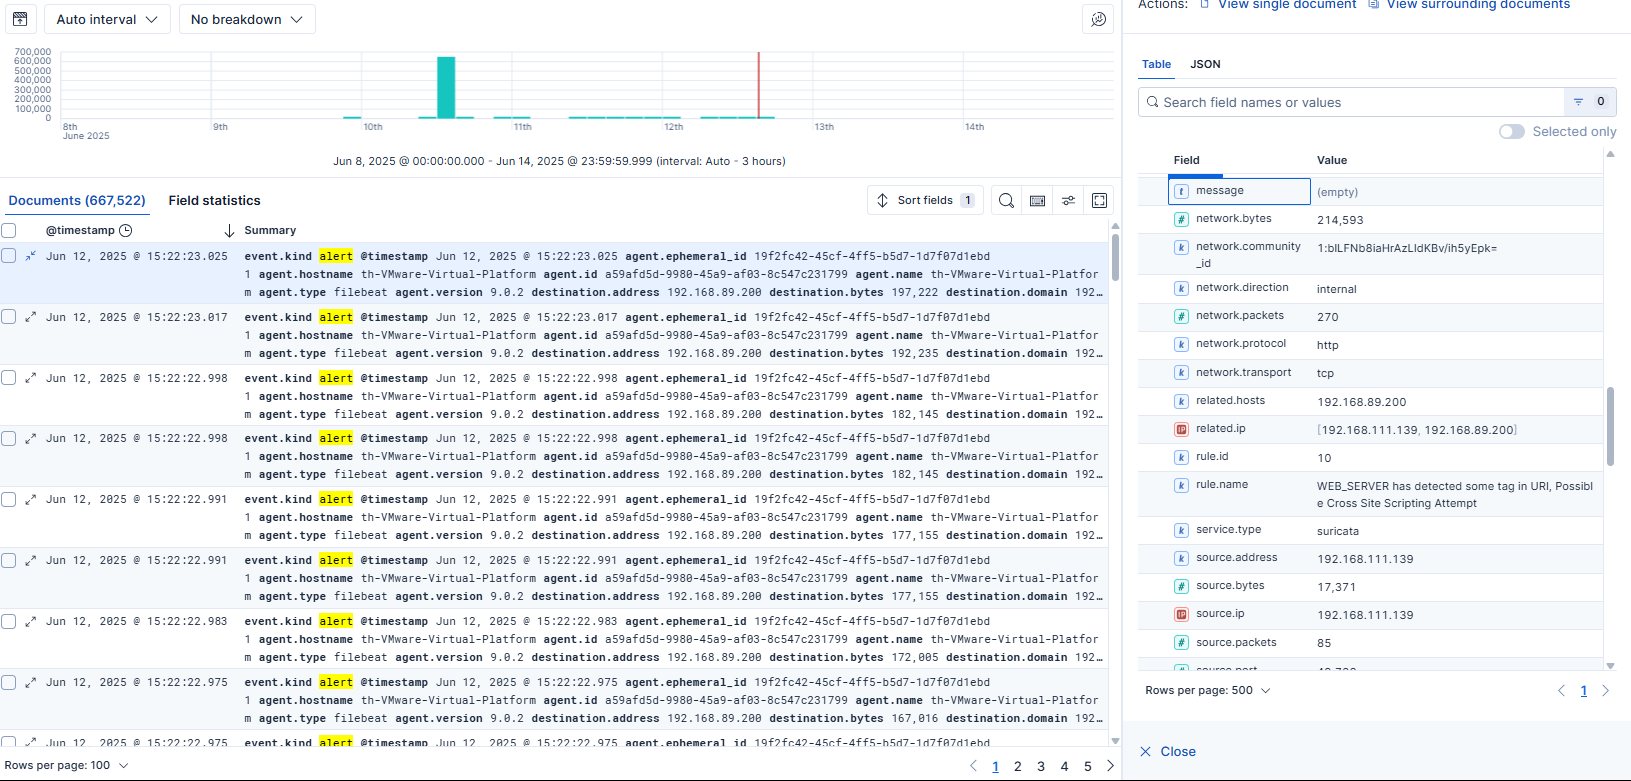 Auto interval
No breakdown
700,000
600,000
500,000
400,000
300,000
200,000
100,000
0
8th
June 2025
9th
10th
11th
12th
13th
14th
Jun 8, 2025 @ 00:00:00.000 - Jun 14, 2025 @ 23:59:59.999 (interval: Auto - 3 hours)
Documents (667,522)
Field statistics
Sort fields 1
@timestamp
Summary
Jun 12, 2025 @ 15:22:23.025
event.kind alert @timestamp Jun 12, 2025 @ 15:22:23.025 agent.ephemeral_id 19f2fc42-45cf-4ff5-b5d7-1d7f07d1ebd
1 agent.hostname th-VMware-Virtual-Platform agent.id a59afd5d-9980-45a9-af03-8c547c231799 agent.name th-VMware-Virtual-Platfor
m agent.type filebeat agent.version 9.0.2 destination.address 192.168.89.200 destination.bytes 197,222 destination.domain 192…
Jun 12, 2025 @ 15:22:23.017
event.kind alert @timestamp Jun 12, 2025 @ 15:22:23.017 agent.ephemeral_id 19f2fc42-45cf-4ff5-b5d7-1d7f07d1ebd
1 agent.hostname th-VMware-Virtual-Platform agent.id a59afd5d-9980-45a9-af03-8c547c231799 agent.name th-VMware-Virtual-Platfor
m agent.type filebeat agent.version 9.0.2 destination.address 192.168.89.200 destination.bytes 192,235 destination.domain 192…
Jun 12, 2025 @ 15:22:22.998
event.kind alert @timestamp Jun 12, 2025 @ 15:22:22.998 agent.ephemeral_id 19f2fc42-45cf-4ff5-b5d7-1d7f07d1ebd
1 agent.hostname th-VMware-Virtual-Platform agent.id a59afd5d-9980-45a9-af03-8c547c231799 agent.name th-VMware-Virtual-Platfor
m agent.type filebeat agent.version 9.0.2 destination.address 192.168.89.200 destination.bytes 182,145 destination.domain 192…
Jun 12, 2025 @ 15:22:22.998
event.kind alert @timestamp Jun 12, 2025 @ 15:22:22.998 agent.ephemeral_id 19f2fc42-45cf-4ff5-b5d7-1d7f07d1ebd
1 agent.hostname th-VMware-Virtual-Platform agent.id a59afd5d-9980-45a9-af03-8c547c231799 agent.name th-VMware-Virtual-Platfor
m agent.type filebeat agent.version 9.0.2 destination.address 192.168.89.200 destination.bytes 182,145 destination.domain 192…
Jun 12, 2025 @ 15:22:22.991
event.kind alert @timestamp Jun 12, 2025 @ 15:22:22.991 agent.ephemeral_id 19f2fc42-45cf-4ff5-b5d7-1d7f07d1ebd
1 agent.hostname th-VMware-Virtual-Platform agent.id a59afd5d-9980-45a9-af03-8c547c231799 agent.name th-VMware-Virtual-Platfor
m agent.type filebeat agent.version 9.0.2 destination.address 192.168.89.200 destination.bytes 177,155 destination.domain 192…
Jun 12, 2025 @ 15:22:22.991
event.kind alert @timestamp Jun 12, 2025 @ 15:22:22.991 agent.ephemeral_id 19f2fc42-45cf-4ff5-b5d7-1d7f07d1ebd
1 agent.hostname th-VMware-Virtual-Platform agent.id a59afd5d-9980-45a9-af03-8c547c231799 agent.name th-VMware-Virtual-Platfor
m agent.type filebeat agent.version 9.0.2 destination.address 192.168.89.200 destination.bytes 177,155 destination.domain 192…
Jun 12, 2025 @ 15:22:22.983
event.kind alert @timestamp Jun 12, 2025 @ 15:22:22.983 agent.ephemeral_id 19f2fc42-45cf-4ff5-b5d7-1d7f07d1ebd
1 agent.hostname th-VMware-Virtual-Platform agent.id a59afd5d-9980-45a9-af03-8c547c231799 agent.name th-VMware-Virtual-Platfor
m agent.type filebeat agent.version 9.0.2 destination.address 192.168.89.200 destination.bytes 172,005 destination.domain 192…
Jun 12, 2025 @ 15:22:22.975
event.kind alert @timestamp Jun 12, 2025 @ 15:22:22.975 agent.ephemeral_id 19f2fc42-45cf-4ff5-b5d7-1d7f07d1ebd
1 agent.hostname th-VMware-Virtual-Platform agent.id a59afd5d-9980-45a9-af03-8c547c231799 agent.name th-VMware-Virtual-Platfor
m agent.type filebeat agent.version 9.0.2 destination.address 192.168.89.200 destination.bytes 167,016 destination.domain 192…
Jun 12, 2025 @ 15:22:22.975
event.kind alert @timestamp Jun 12, 2025 @ 15:22:22.975 agent.ephemeral_id 19f2fc42-45cf-4ff5-b5d7-1d7f07d1ebd
Rows per page: 100
1 2 3 4 5
Actions: View single document View surrounding documents
Table JSON
Search field names or values
0
Selected only
Field Value
t message (empty)
# network.bytes 214,593
k network.community
_id
1:blLFNb8iaHrAzLIdKBv/ih5yEpk=
k network.direction internal
# network.packets 270
k network.protocol http
k network.transport tcp
k related.hosts 192.168.89.200
IP related.ip [192.168.111.139, 192.168.89.200]
k rule.id 10
k rule.name WEB_SERVER has detected some tag in URI, Possibl
e Cross Site Scripting Attempt
k service.type suricata
k source.address 192.168.111.139
# source.bytes 17,371
IP source.ip 192.168.111.139
# source.packets 85
source.port
Rows per page: 500
1
Close